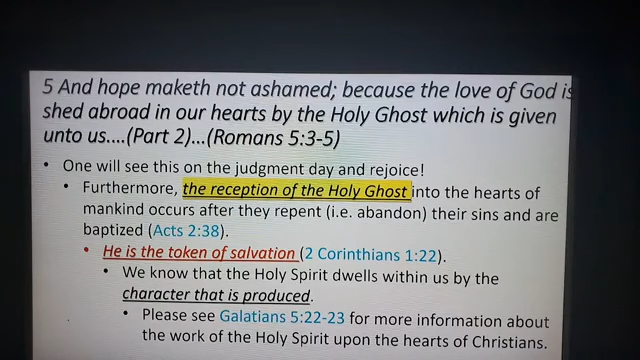 5 And hope maketh not ashamed; because the love of God is
shed abroad in our hearts by the Holy Ghost which is given
unto us....(Part 2)...(Romans 5:3-5)
• One will see this on the judgment day and rejoice!
• Furthermore, the reception of the Holy Ghost into the hearts of
mankind occurs after they repent (i.e. abandon) their sins and are
baptized (Acts 2:38).
• He is the token of salvation (2 Corinthians 1:22).
• We know that the Holy Spirit dwells within us by the
character that is produced.
• Please see Galatians 5:22-23 for more information about
the work of the Holy Spirit upon the hearts of Christians.